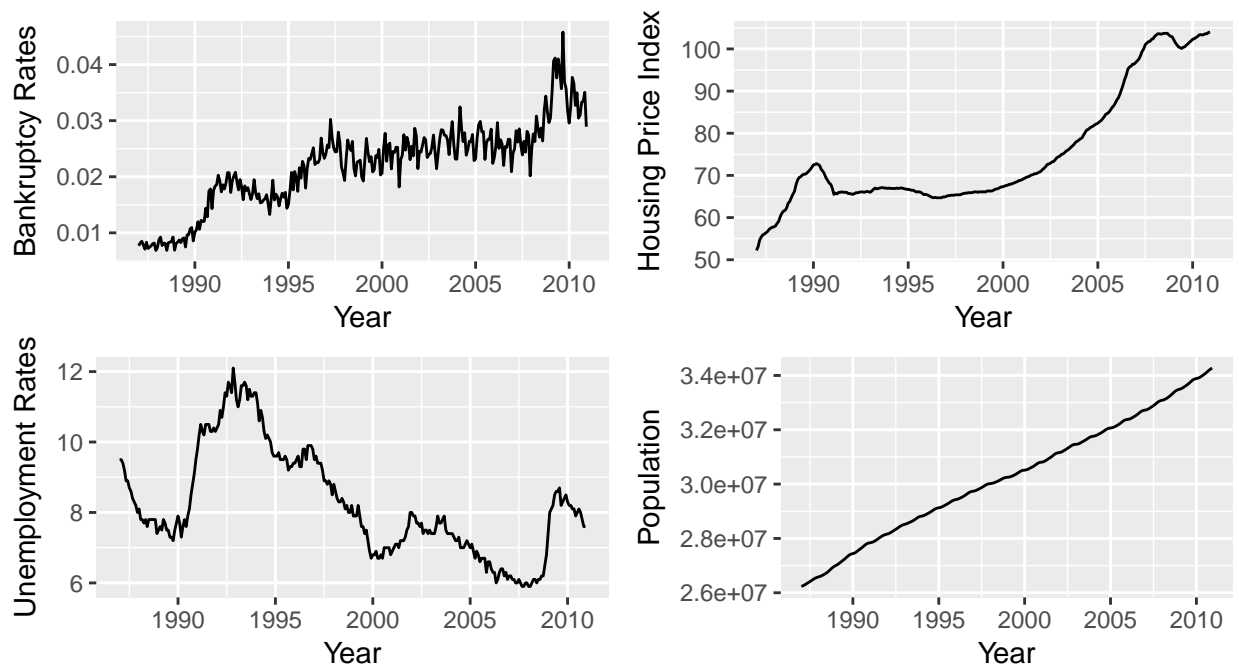 Bankruptcy Rates
0.04
0.03
0.02
0.01
1990 1995 2000 2005 2010
Year
Housing Price Index
100
90
80
70
60
50
1990 1995 2000 2005 2010
Year
Unemployment Rates
12
10
8
6
1990 1995 2000 2005 2010
Year
Population
3.4e+07
3.2e+07
3.0e+07
2.8e+07
2.6e+07
1990 1995 2000 2005 2010
Year